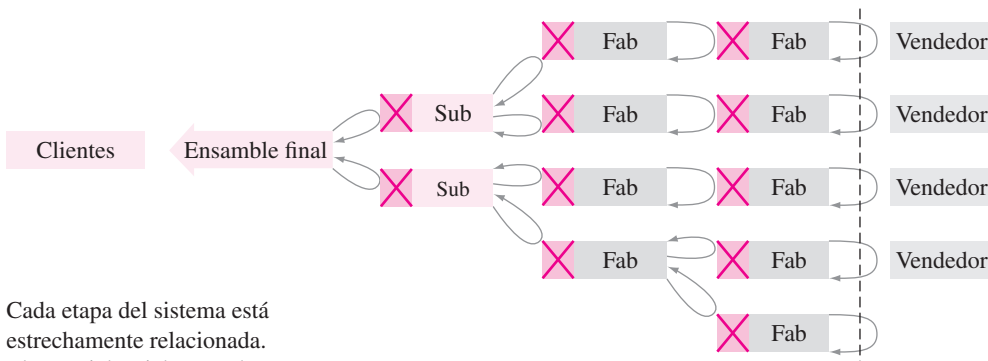 Fab Fab Vendedor
Sub Fab Fab Vendedor
Clientes Ensamble final
Sub Fab Fab Vendedor
Fab Fab Vendedor
Fab
Cada etapa del sistema está
estrechamente relacionada.